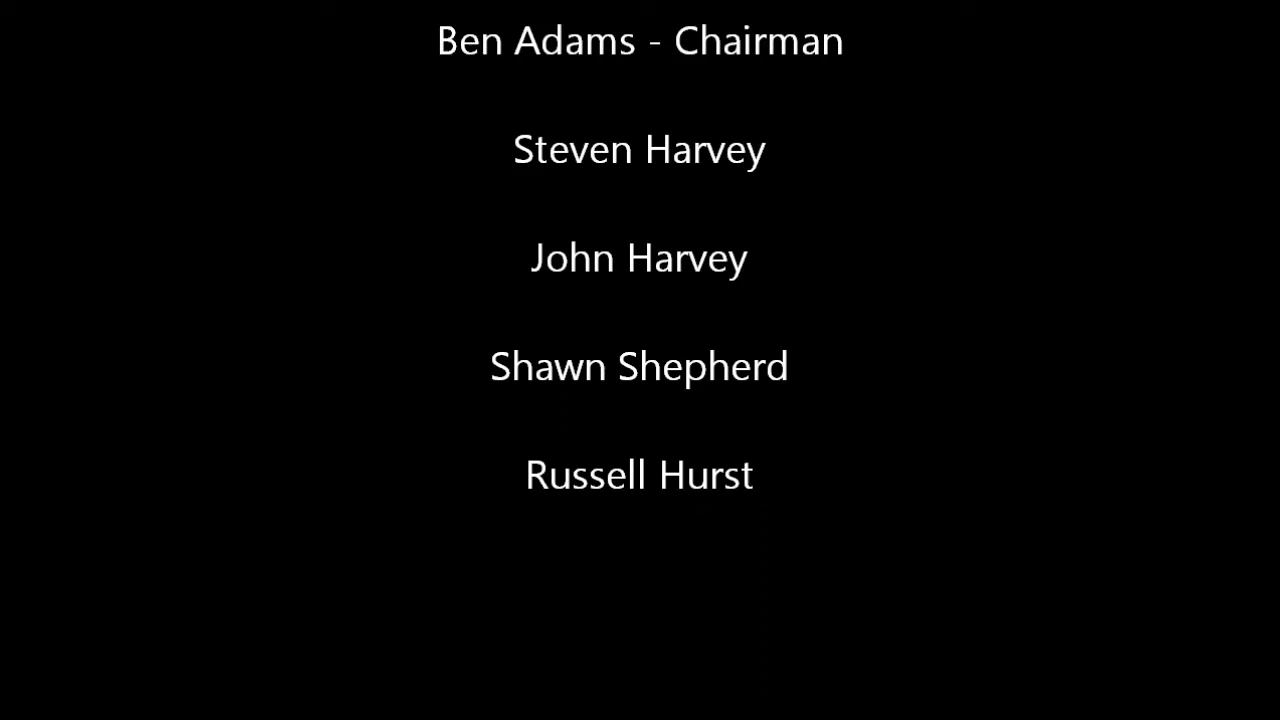 Ben Adams - Chairman
Steven Harvey
John Harvey
Shawn Shepherd
Russell Hurst